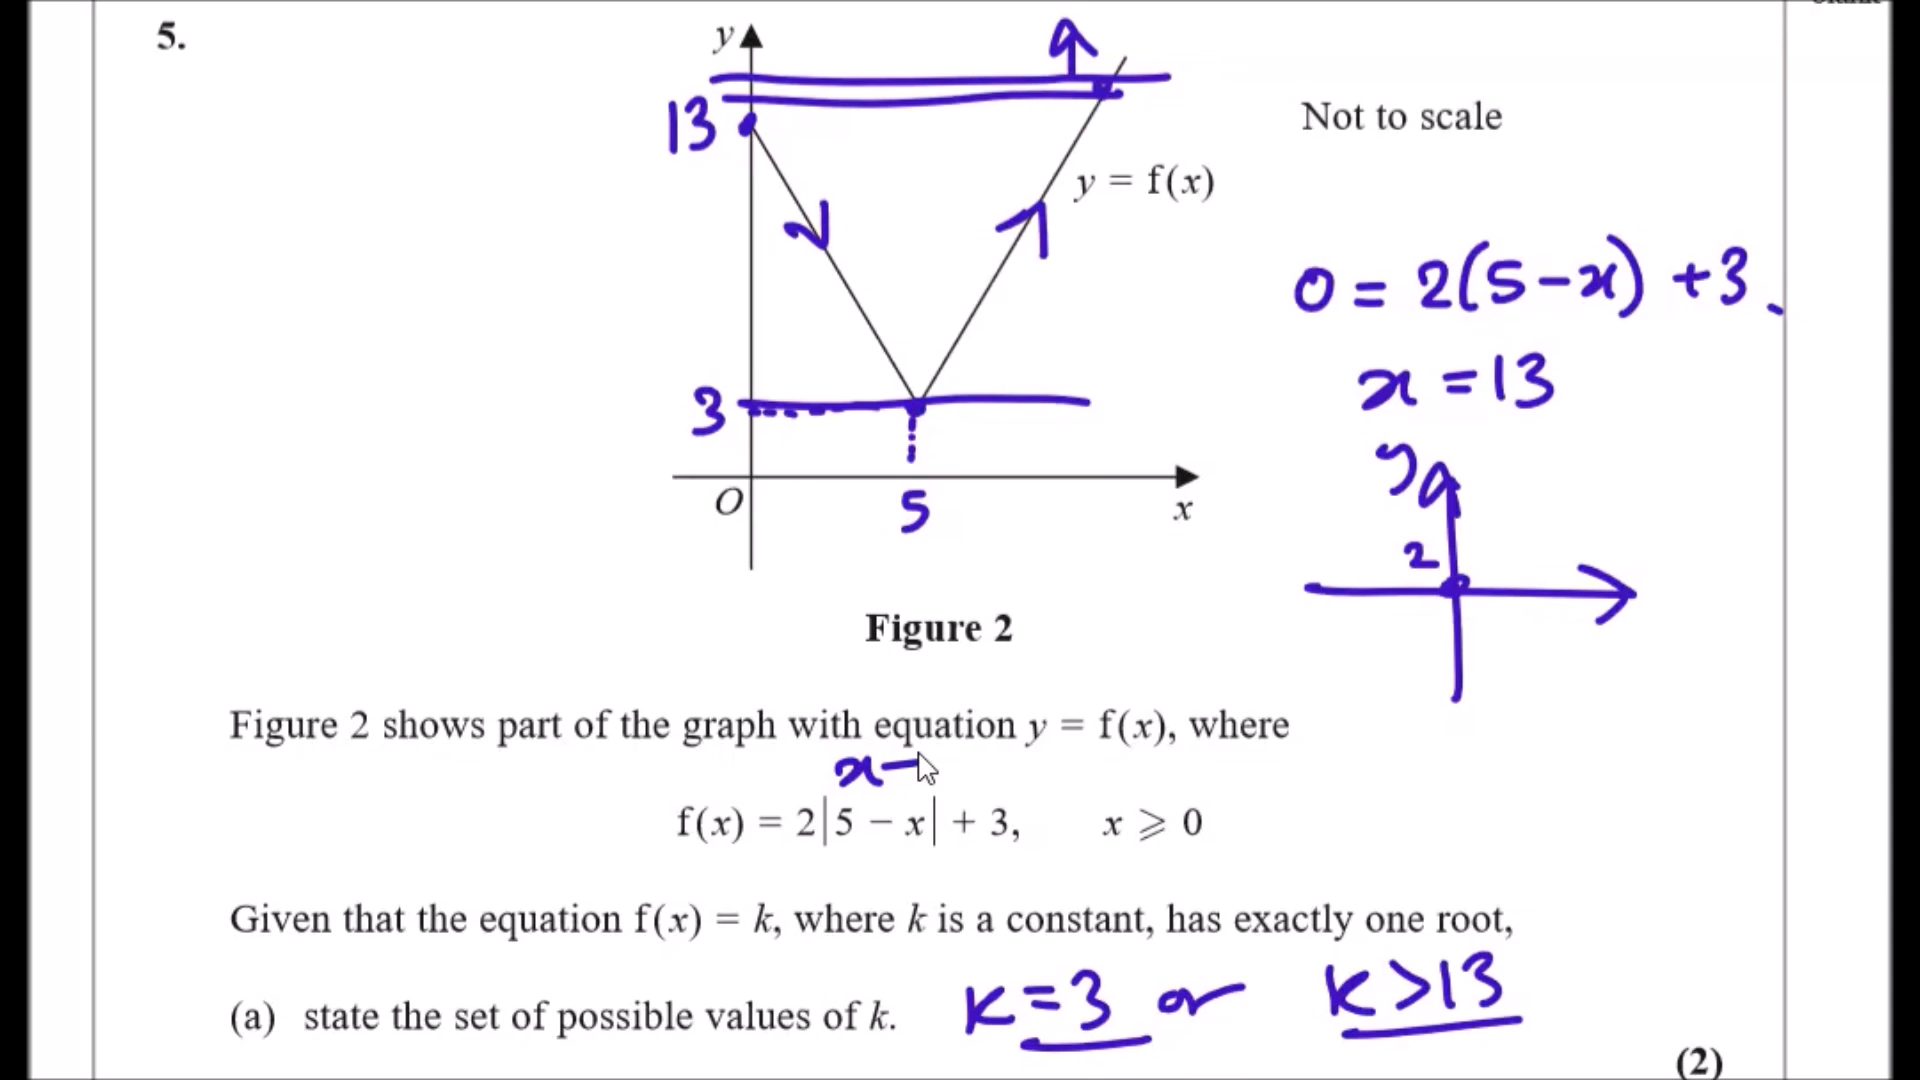 5.
y
13
Not to scale
y = f(x)
0 = 2(5-x) +3.
x = 13
3
y
O
5
x
2
Figure 2
Figure 2 shows part of the graph with equation y = f(x), where
x –
f(x) = 2|5 − x| + 3,   x ⩾ 0
Given that the equation f(x) = k, where k is a constant, has exactly one root,
(a) state the set of possible values of k.   k = 3 or k > 13
(2)